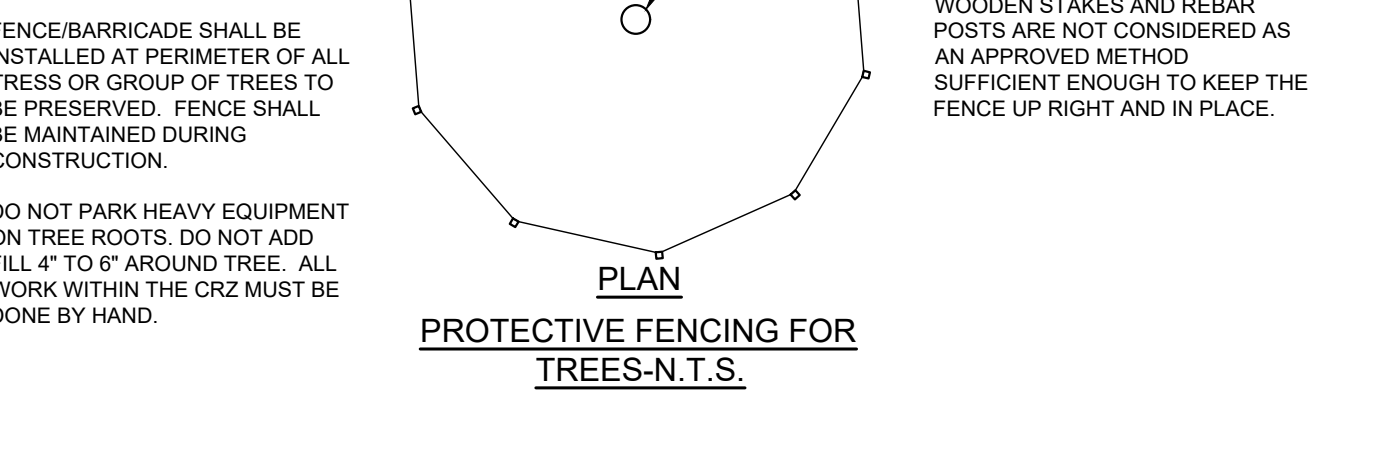 FENCE/BARRICADE SHALL BE
INSTALLED AT PERIMETER OF ALL
TRESS OR GROUP OF TREES TO
BE PRESERVED.  FENCE SHALL
BE MAINTAINED DURING
CONSTRUCTION.
DO NOT PARK HEAVY EQUIPMENT
ON TREE ROOTS. DO NOT ADD
FILL 4" TO 6" AROUND TREE.  ALL
WORK WITHIN THE CRZ MUST BE
DONE BY HAND.
PLAN
PROTECTIVE FENCING FOR
TREES-N.T.S.
WOODEN STAKES AND REBAR
POSTS ARE NOT CONSIDERED AS
AN APPROVED METHOD
SUFFICIENT ENOUGH TO KEEP THE
FENCE UP RIGHT AND IN PLACE.